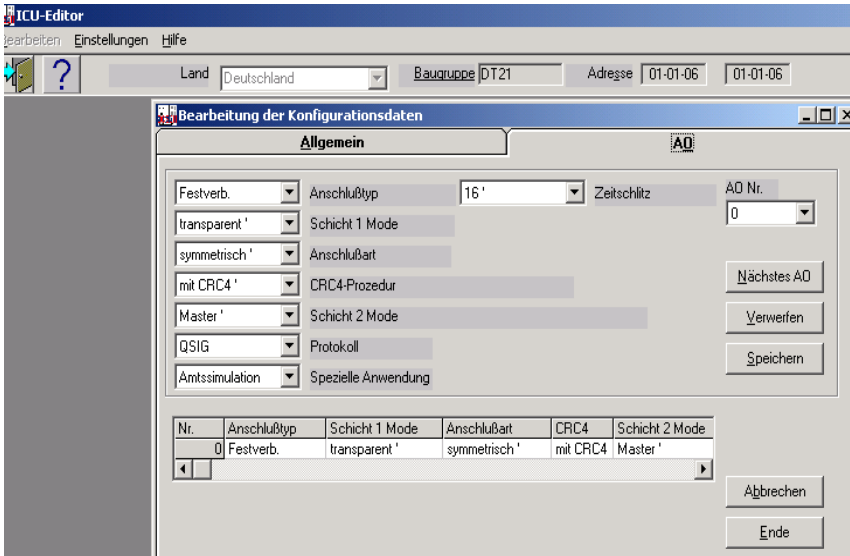 ICU-Editor
Bearbeiten Einstellungen Hilfe
Land Deutschland Baugruppe DT21 Adresse 01-01-06 01-01-06
Bearbeitung der Konfigurationsdaten
Allgemein AO
Festverb. Anschlußtyp 16 ' Zeitschlitz AO Nr.
transparent ' Schicht 1 Mode 0
symmetrisch ' Anschlußart
mit CRC4 ' CRC4-Prozedur Nächstes AO
Master ' Schicht 2 Mode Verwerfen
QSIG Protokoll Speichern
Amtssimulation Spezielle Anwendung
Nr. Anschlußtyp Schicht 1 Mode Anschlußart CRC4 Schicht 2 Mode
0 Festverb. transparent ' symmetrisch ' mit CRC4 Master '
Abbrechen
Ende